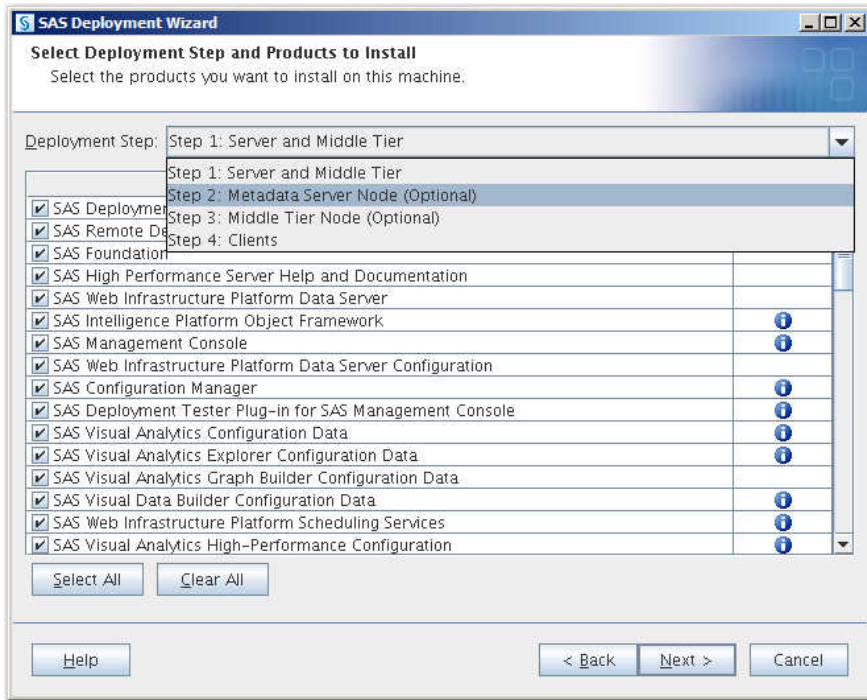 SAS Deployment Wizard
Select Deployment Step and Products to Install
Select the products you want to install on this machine.
Deployment Step: Step 1: Server and Middle Tier
Step 1: Server and Middle Tier
Step 2: Metadata Server Node (Optional)
Step 3: Middle Tier Node (Optional)
Step 4: Clients
SAS
SAS Remote
SAS Foundation
SAS High Performance Server Help and Documentation
SAS Web Infrastructure Platform Data Server
SAS Intelligence Platform Object Framework
SAS Management Console
SAS Web Infrastructure Platform Data Server Configuration
SAS Configuration Manager
SAS Deployment Tester Plug-in for SAS Management Console
SAS Visual Analytics Configuration Data
SAS Visual Analytics Explorer Configuration Data
SAS Visual Analytics Graph Builder Configuration Data
SAS Visual Data Builder Configuration Data
SAS Web Infrastructure Platform Scheduling Services
SAS Visual Analytics High-Performance Configuration
Select All Clear All
Help < Back Next > Cancel